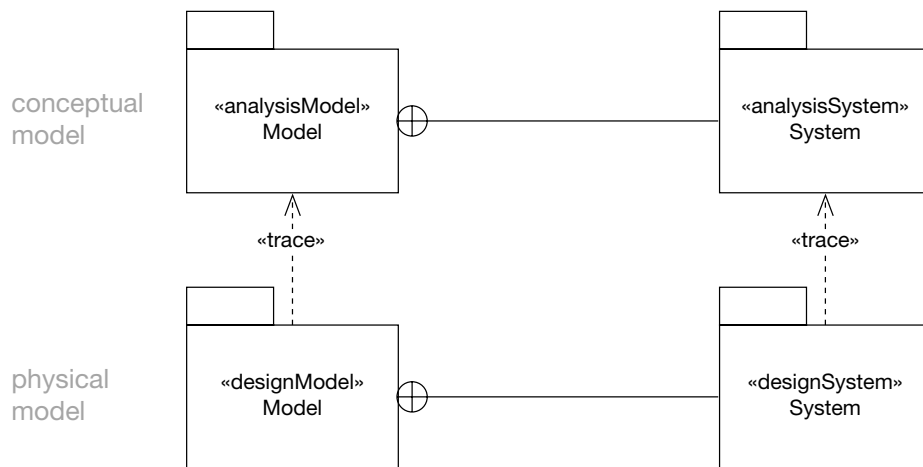 conceptual
model
«analysisModel»
Model
«analysisSystem»
System
«trace»
«trace»
physical
model
«designModel»
Model
«designSystem»
System